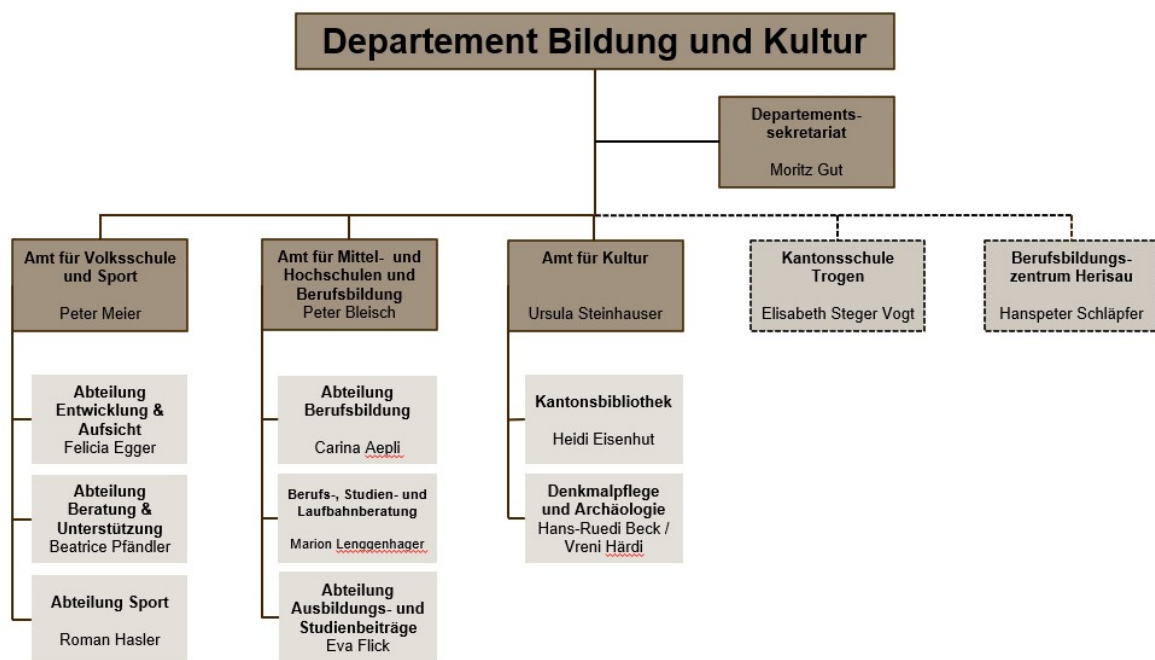 Departement Bildung und Kultur
Departements-
sekretariat
Moritz Gut
Amt für Volksschule
und Sport
Peter Meier
Amt für Mittel- und
Hochschulen und
Berufsbildung
Peter Bleisch
Amt für Kultur
Ursula Steinhauser
Kantonsschule
Trogen
Elisabeth Steger Vogt
Berufsbildungs-
zentrum Herisau
Hanspeter Schläpfer
Abteilung
Entwicklung &
Aufsicht
Felicia Egger
Abteilung
Beratung &
Unterstützung
Beatrice Pfändler
Abteilung Sport
Roman Hasler
Abteilung
Berufsbildung
Carina Aepli
Berufs-, Studien- und
Laufbahnberatung
Marion Lenggenhager
Abteilung
Ausbildungs- und
Studienbeiträge
Eva Flick
Kantonsbibliothek
Heidi Eisenhut
Denkmalpflege
und Archäologie
Hans-Ruedi Beck /
Vreni Härdi